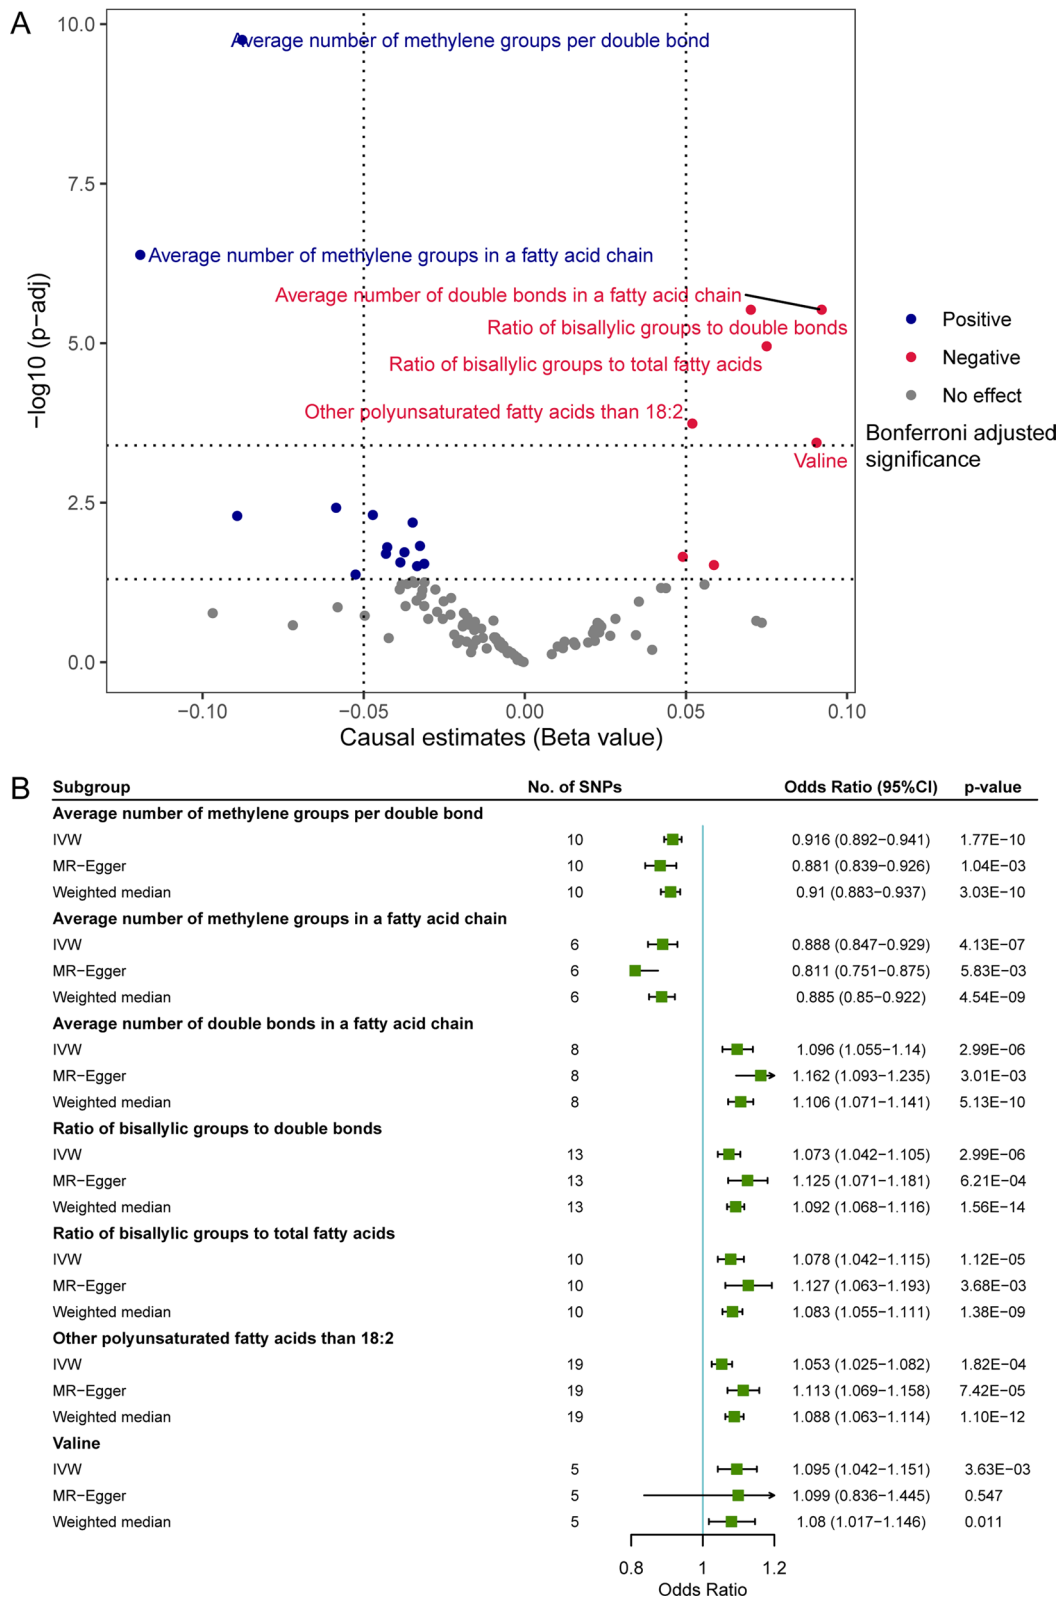 A
10.0
Average number of methylene groups per double bond
7.5
Average number of methylene groups in a fatty acid chain
Average number of double bonds in a fatty acid chain
Ratio of bisallylic groups to double bonds
Positive
5.0
Negative
Ratio of bisallylic groups to total fatty acids
No effect
−log10 (p−adj)
Other polyunsaturated fatty acids than 18:2
Bonferroni adjusted
significance
Valine
2.5
0.0
−0.10 −0.05 0.00 0.05 0.10
Causal estimates (Beta value)
B
Subgroup No. of SNPs Odds Ratio (95%CI) p-value
Average number of methylene groups per double bond
IVW 10 0.916 (0.892−0.941) 1.77E−10
MR−Egger 10 0.881 (0.839−0.926) 1.04E−03
Weighted median 10 0.91 (0.883−0.937) 3.03E−10
Average number of methylene groups in a fatty acid chain
IVW 6 0.888 (0.847−0.929) 4.13E−07
MR−Egger 6 0.811 (0.751−0.875) 5.83E−03
Weighted median 6 0.885 (0.85−0.922) 4.54E−09
Average number of double bonds in a fatty acid chain
IVW 8 1.096 (1.055−1.14) 2.99E−06
MR−Egger 8 1.162 (1.093−1.235) 3.01E−03
Weighted median 8 1.106 (1.071−1.141) 5.13E−10
Ratio of bisallylic groups to double bonds
IVW 13 1.073 (1.042−1.105) 2.99E−06
MR−Egger 13 1.125 (1.071−1.181) 6.21E−04
Weighted median 13 1.092 (1.068−1.116) 1.56E−14
Ratio of bisallylic groups to total fatty acids
IVW 10 1.078 (1.042−1.115) 1.12E−05
MR−Egger 10 1.127 (1.063−1.193) 3.68E−03
Weighted median 10 1.083 (1.055−1.111) 1.38E−09
Other polyunsaturated fatty acids than 18:2
IVW 19 1.053 (1.025−1.082) 1.82E−04
MR−Egger 19 1.113 (1.069−1.158) 7.42E−05
Weighted median 19 1.088 (1.063−1.114) 1.10E−12
Valine
IVW 5 1.095 (1.042−1.151) 3.63E−03
MR−Egger 5 1.099 (0.836−1.445) 0.547
Weighted median 5 1.08 (1.017−1.146) 0.011
0.8 1 1.2
Odds Ratio